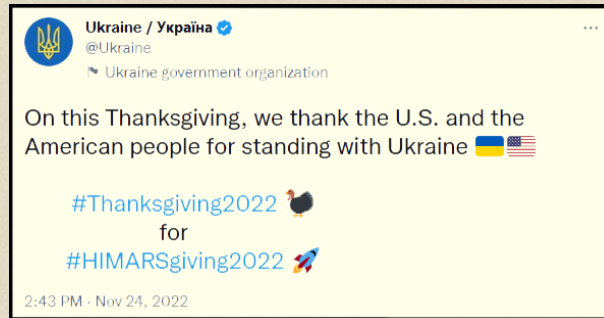 Ukraine / Україна
@Ukraine
Ukraine government organization
On this Thanksgiving, we thank the U.S. and the
American people for standing with Ukraine 🇺🇦🇺🇸
#Thanksgiving2022 🦃
for
#HIMARSgiving2022 🚀
2:43 PM · Nov 24, 2022